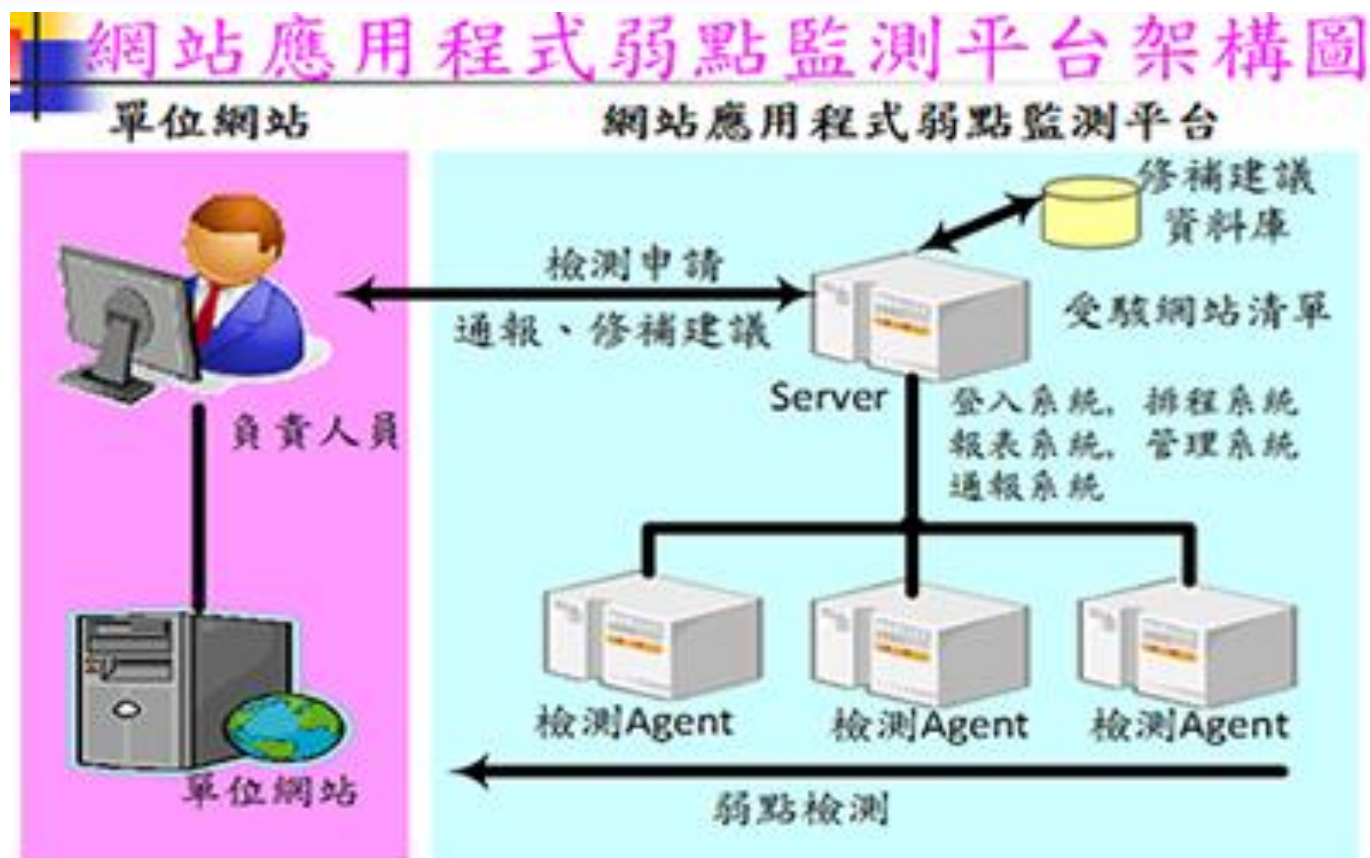 網站應用程式弱點監測平台架構圖
單位網站
網站應用程式弱點監測平台
修補建議
資料庫
檢測申請
通報、修補建議
受駭網站清單
Server
登入系統, 排程系統
報表系統, 管理系統
通報系統
負責人員
檢測Agent
檢測Agent
檢測Agent
單位網站
弱點檢測